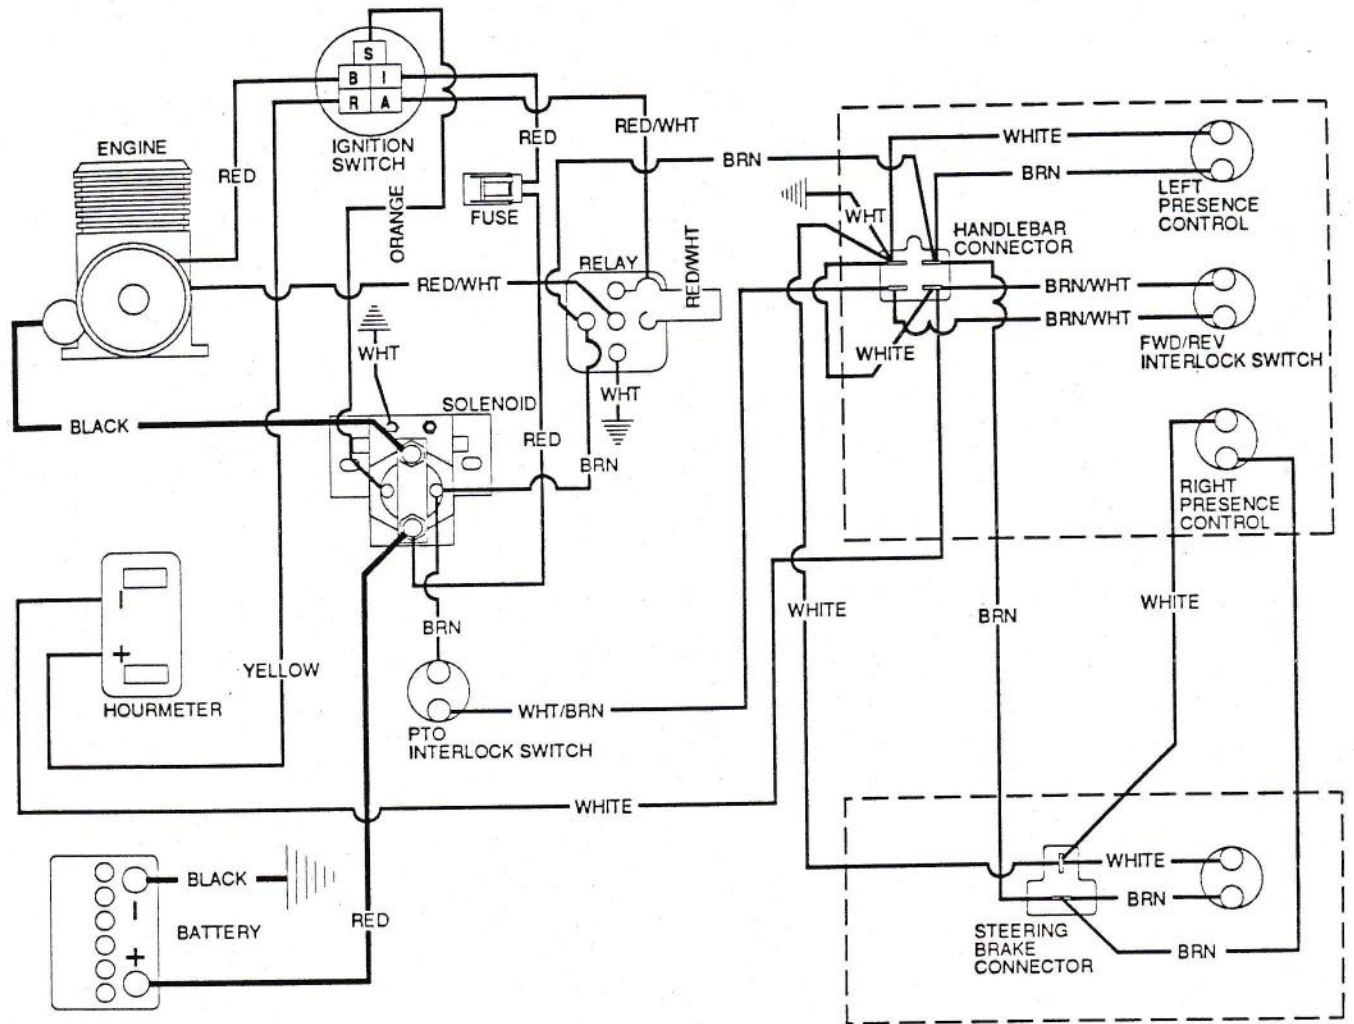 S
B I
R A
IGNITION
SWITCH
ENGINE
RED
RED
RED/WHT
BRN
WHITE
BRN
LEFT
PRESENCE
CONTROL
FUSE
ORANGE
WHT
HANDLEBAR
CONNECTOR
RELAY
RED/WHT
RED/WHT
BRN/WHT
BRN/WHT
FWD/REV
INTERLOCK SWITCH
WHT
WHITE
WHT
SOLENOID
BLACK
RED
BRN
RIGHT
PRESENCE
CONTROL
-
+
HOURMETER
YELLOW
BRN
WHITE
BRN
WHITE
WHT/BRN
PTO
INTERLOCK SWITCH
WHITE
BLACK
-
BATTERY
+
RED
WHITE
BRN
STEERING
BRAKE
CONNECTOR
BRN